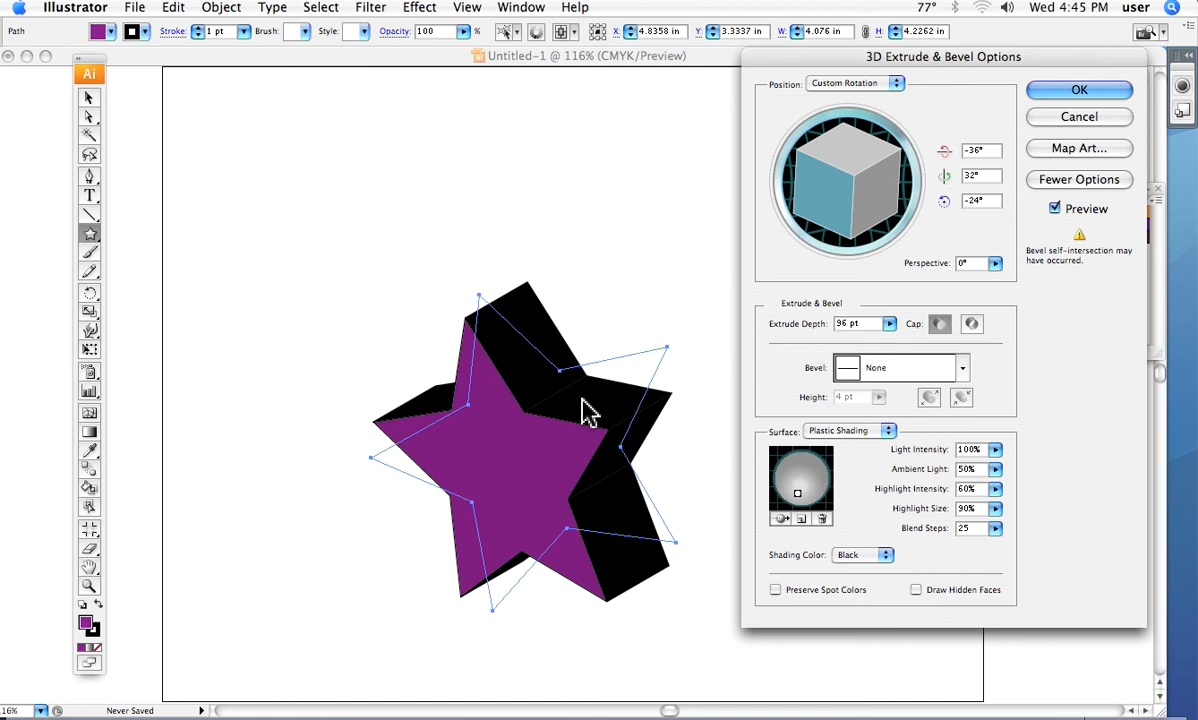 Illustrator File Edit Object Type Select Filter Effect View Window Help 77° Wed 4:45 PM user
Path Stroke: 1 pt Brush: Style: Opacity: 100 % X: 4.8358 in Y: 3.3337 in W: 4.076 in H: 4.2262 in
Untitled-1 @ 116% (CMYK/Preview)
Ai
T
3D Extrude & Bevel Options
Position: Custom Rotation
OK
Cancel
-36°
Map Art...
32°
Fewer Options
-24°
Preview
Bevel self-intersection may
have occurred.
Perspective: 0°
Extrude & Bevel
Extrude Depth: 96 pt Cap:
Bevel: None
Height: 4 pt
Surface: Plastic Shading
Light Intensity: 100%
Ambient Light: 50%
Highlight Intensity: 60%
Highlight Size: 90%
Blend Steps: 25
Shading Color: Black
Preserve Spot Colors Draw Hidden Faces
16% Never Saved